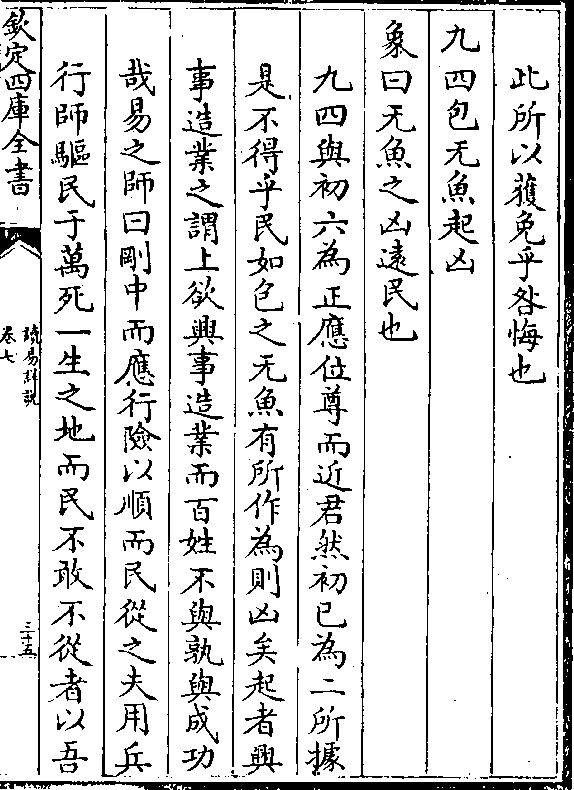 此所以獲免乎咎悔也
九四包无魚起凶
象曰无魚之凶遠民也
九四與初六為正應位尊而近君然初已為二所據
是不得乎民如包之无魚有所作為則凶矣起者興
事造業之謂上欲興事造業而百姓不與孰與成功
哉易之師曰剛中而應行險以順而民從之夫用兵
行師驅民于萬死一生之地而民不敢不從者以吾
欽定四庫全書
讀易詳說
卷七
三十五